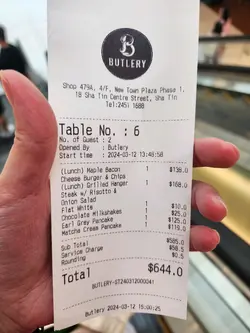 B
BUTLERY
Shop 479A, 4/F, New Town Plaza Phase 1,
18 Sha Tin Centre Street, Sha Tin
Tel:2451 1688
Table No. : 6
No. of Guest : 2
Opened By : Butlery
Start time : 2024-03-12 13:48:58
(Lunch) Maple Bacon 1 $138.0
Cheese Burger & Chips
(Lunch) Grilled Hanger 1 $168.0
Steak w/ Risotto &
Onion Salad
Flat White 1 $10.0
Chocolate Milkshakes 1 $25.0
Earl Grey Pancake 1 $125.0
Matcha Cream Pancake 1 $119.0
Sub Total $585.0
Service Charge $58.5
Rounding $0.5
Total $644.0
BUTLERY-OT240312000041
Butlery 2024-03-12 15:00:25